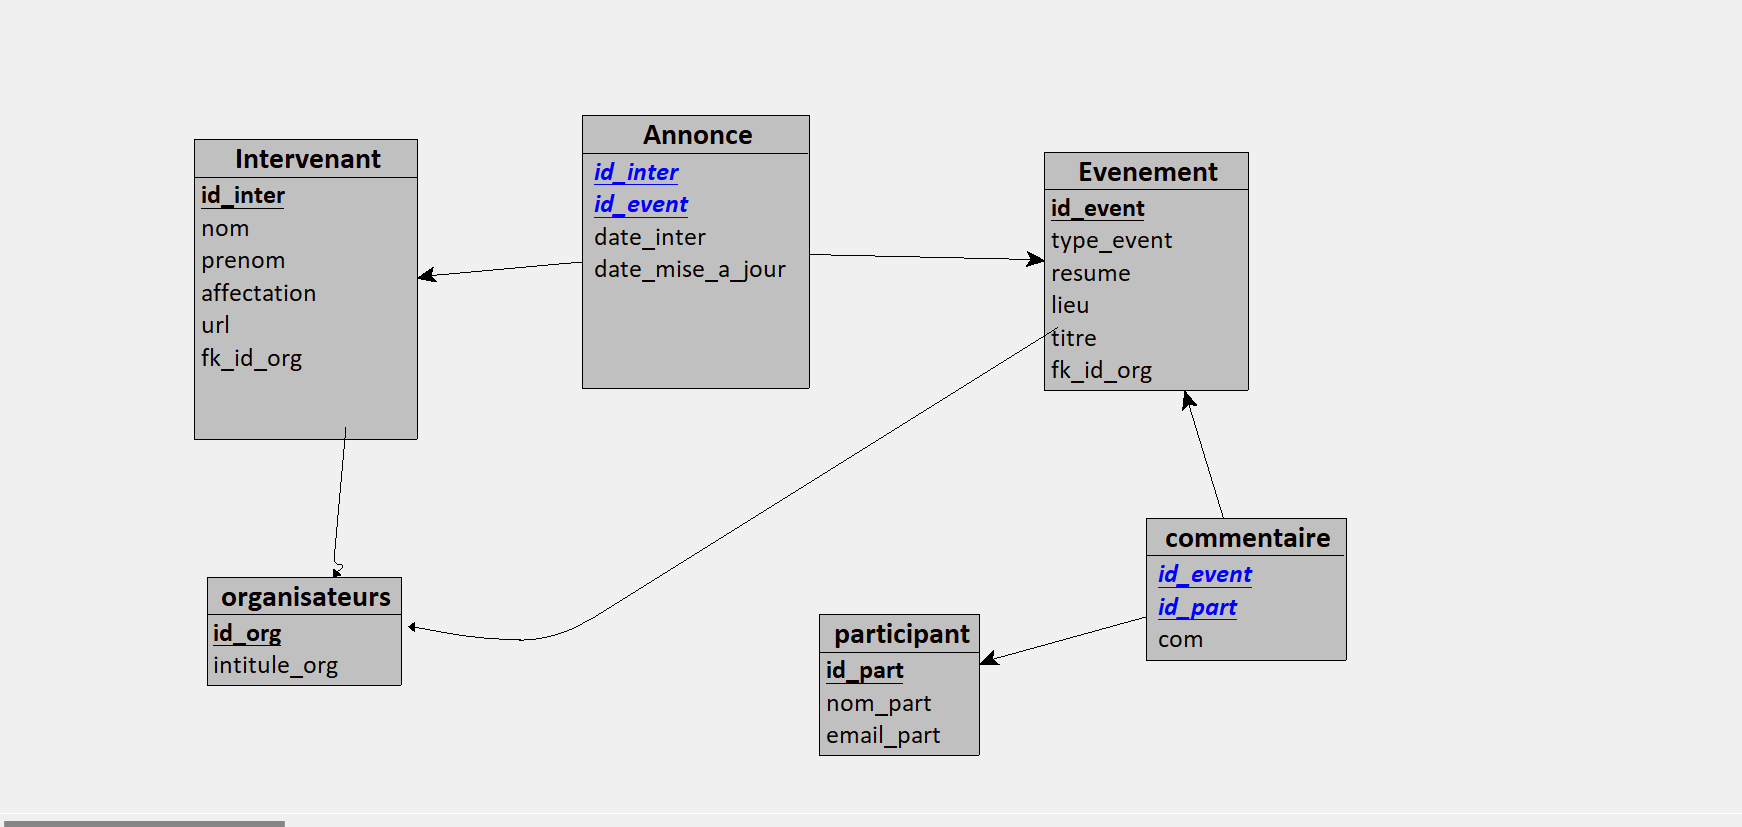 Intervenant
id_inter
nom
prenom
affectation
url
fk_id_org
Annonce
id_inter
id_event
date_inter
date_mise_a_jour
Evenement
id_event
type_event
resume
lieu
titre
fk_id_org
organisateurs
id_org
intitule_org
participant
id_part
nom_part
email_part
commentaire
id_event
id_part
com